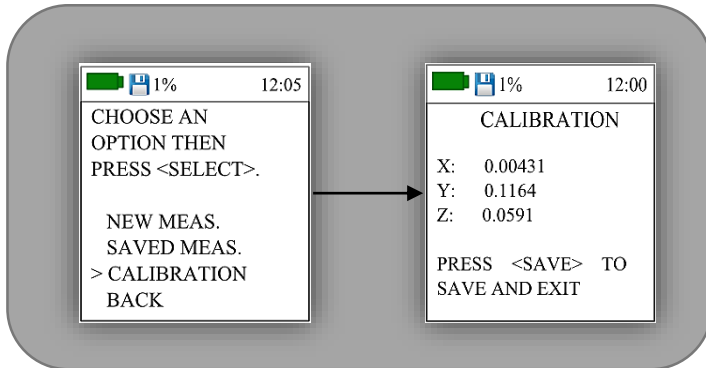 1% 12:05
CHOOSE AN
OPTION THEN
PRESS <SELECT>.
NEW MEAS.
SAVED MEAS.
> CALIBRATION
BACK
1% 12:00
CALIBRATION
X: 0.00431
Y: 0.1164
Z: 0.0591
PRESS <SAVE> TO
SAVE AND EXIT